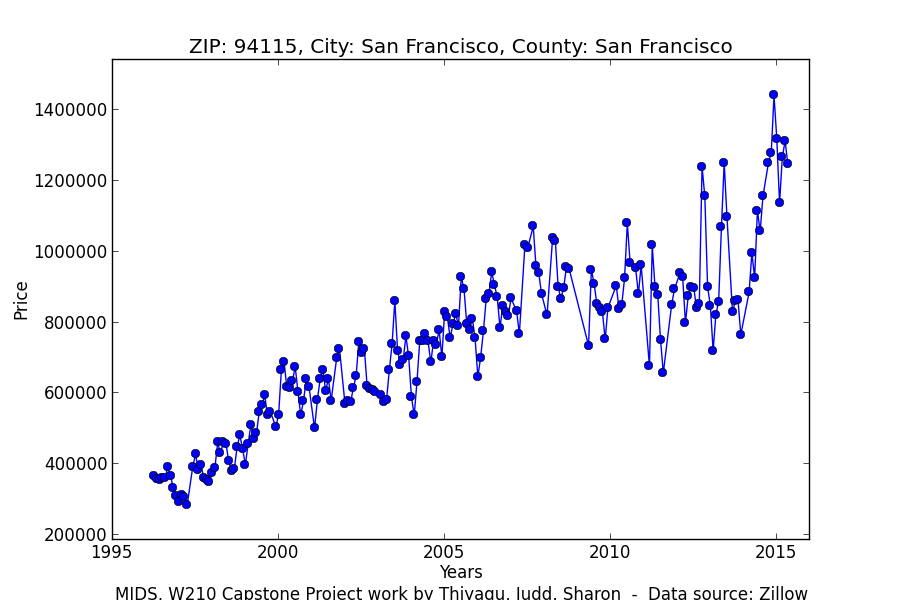 ZIP: 94115, City: San Francisco, County: San Francisco
1400000
1200000
1000000
800000
600000
400000
200000
Price
1995 2000 2005 2010 2015
Years
MIDS, W210 Capstone Project work by Thiyagu, Judd, Sharon - Data source: Zillow